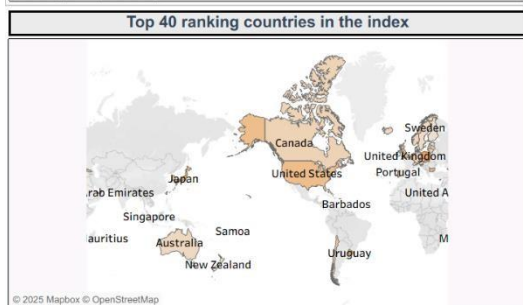 Top 40 ranking countries in the index
Sweden
Canada
United Kingdom
United States
Portugal
Japan
rab Emirates
United A
Barbados
Singapore
Samoa
auritius
M
Australia
Uruguay
New Zealand
© 2025 Mapbox © OpenStreetMap